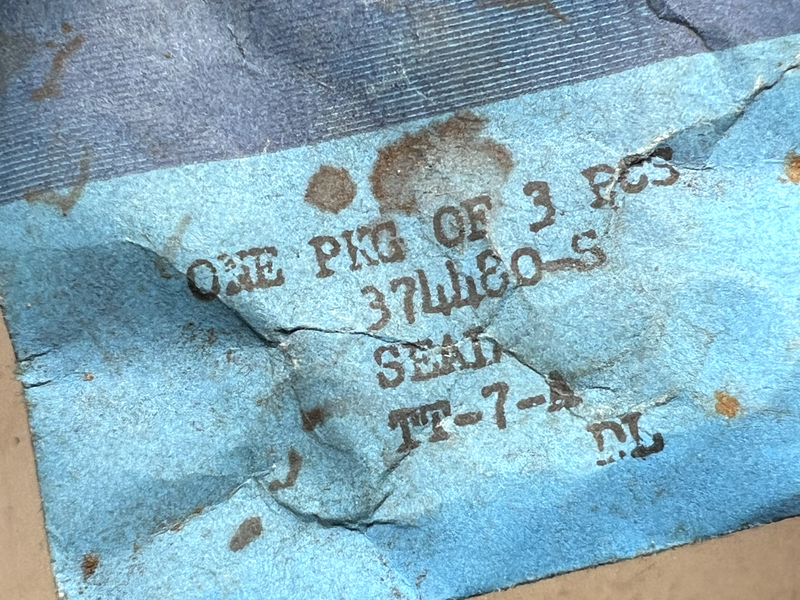 ONE PKG OF 3 PCS
374480-S
SEAL
TT-7-A
DL